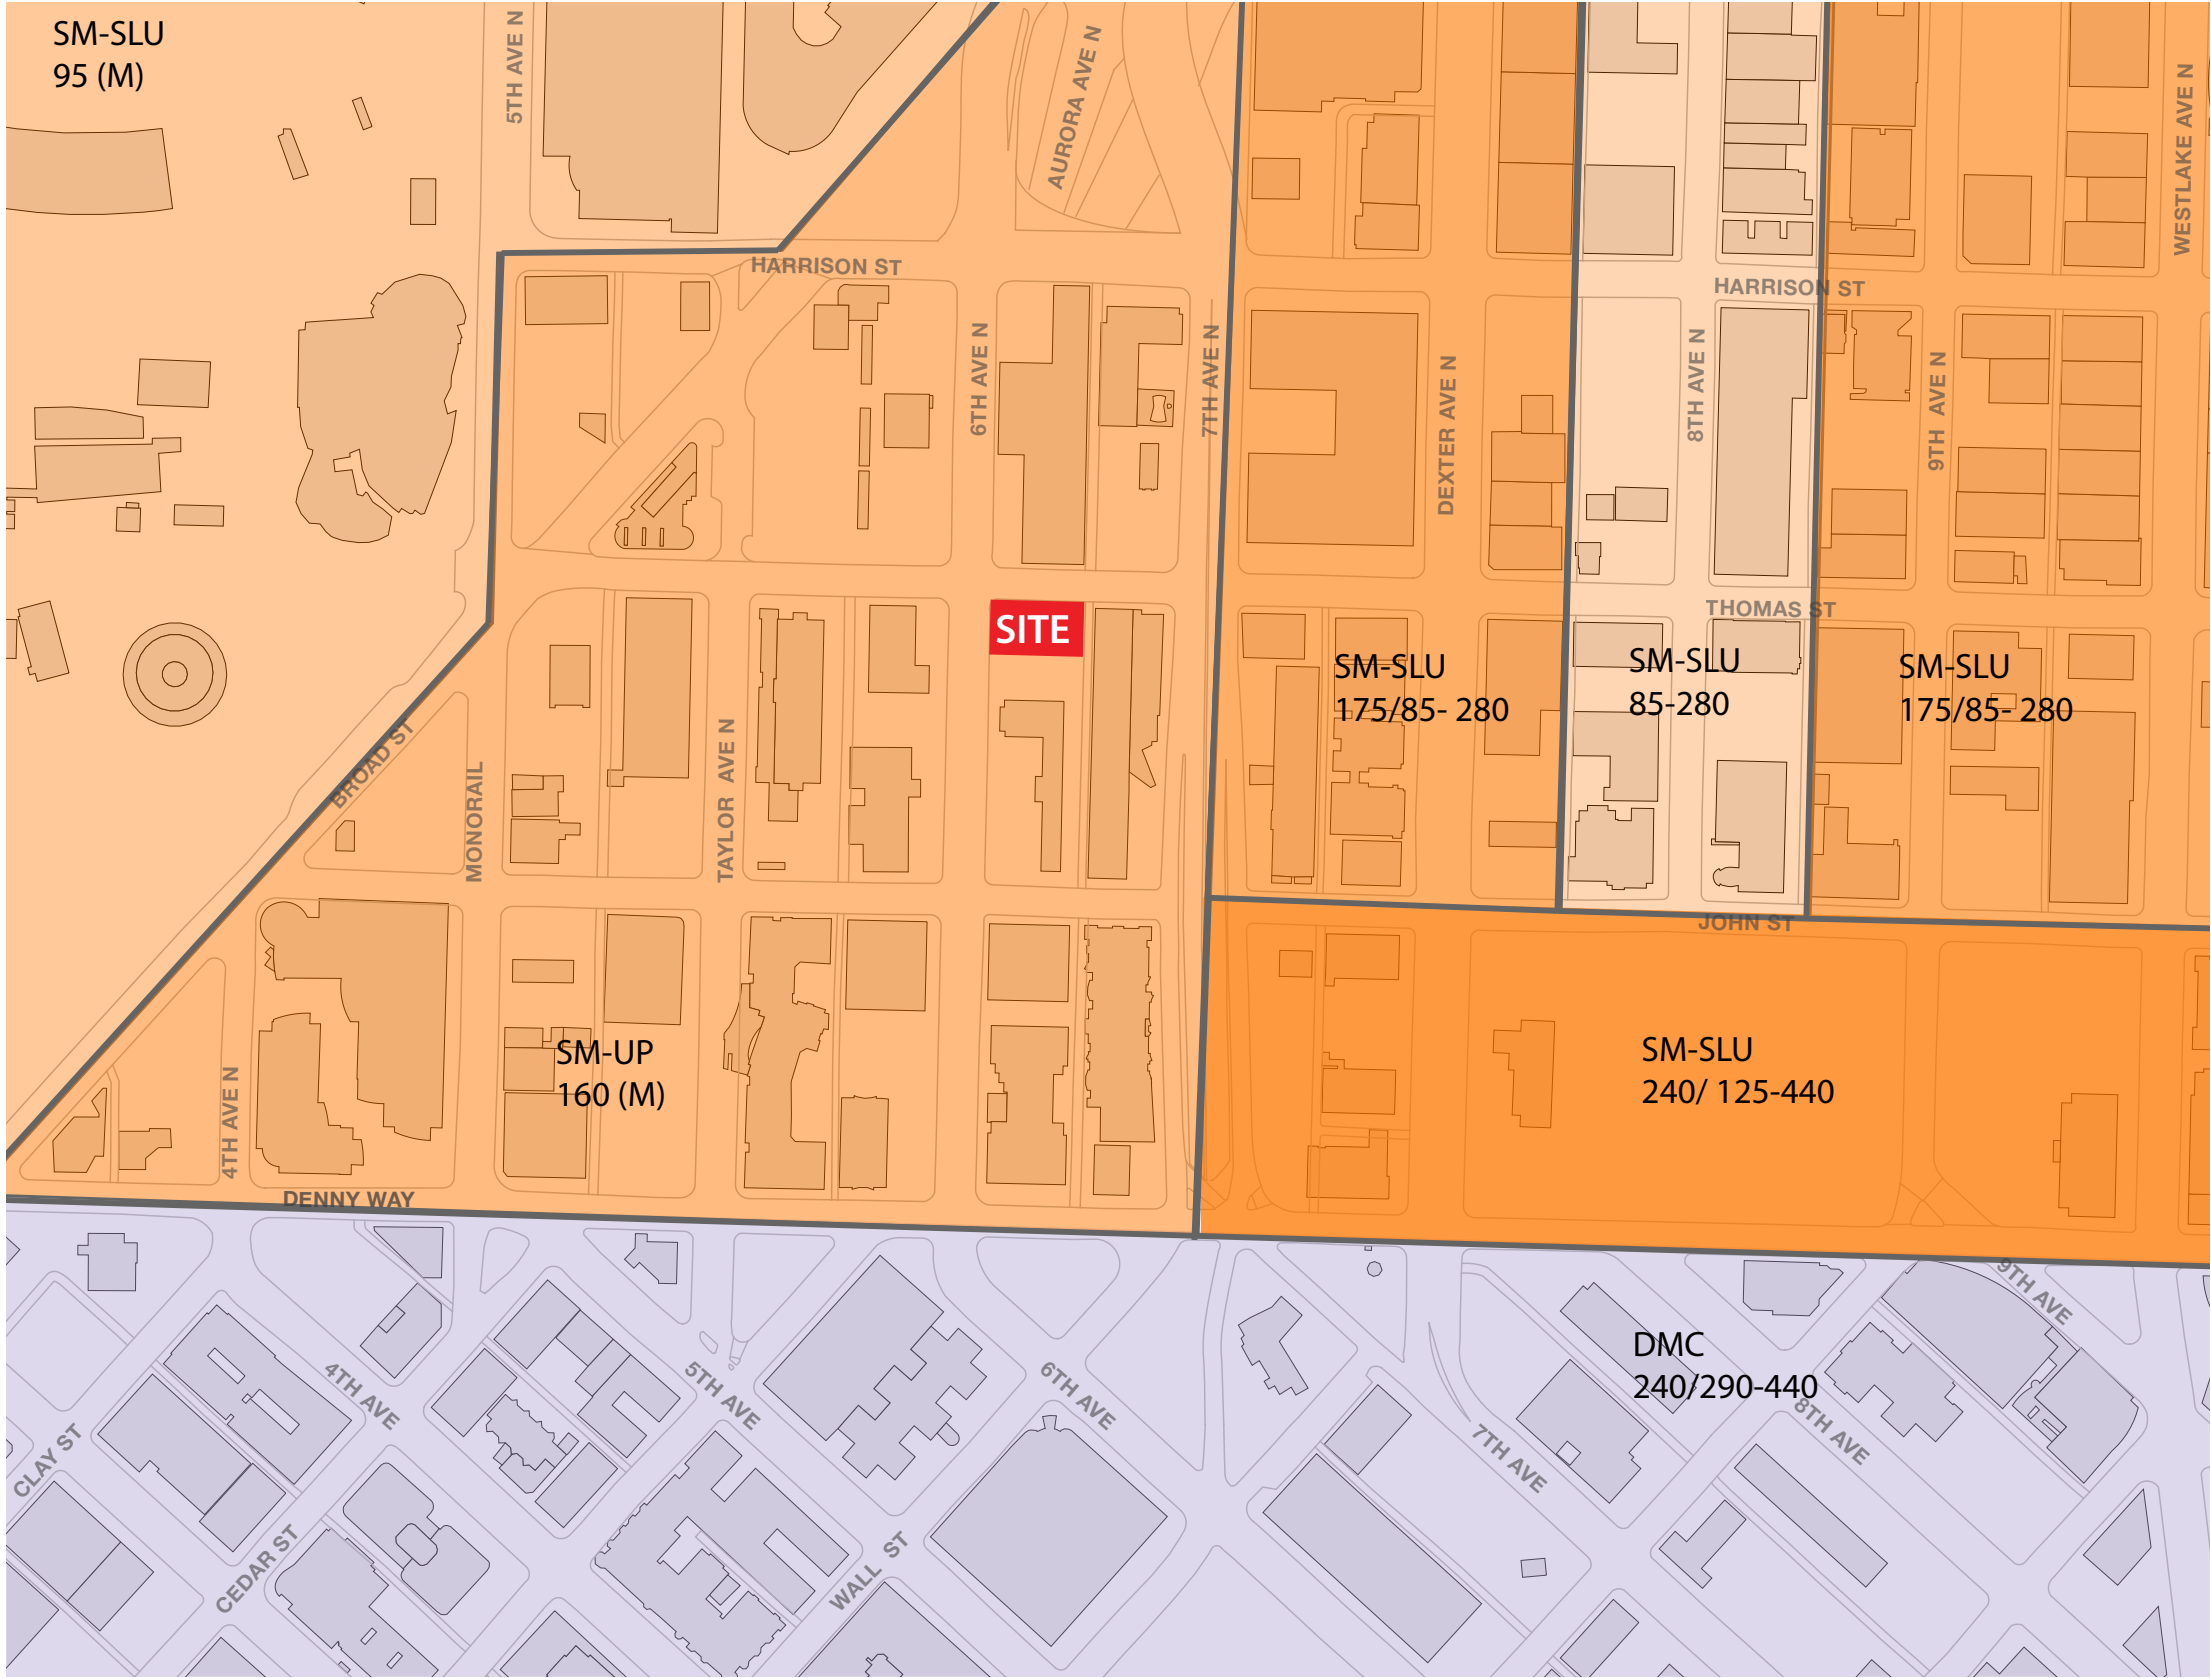 SM-SLU
95 (M)
5TH AVE N
AURORA AVE N
WESTLAKE AVE N
HARRISON ST
HARRISON ST
6TH AVE N
7TH AVE N
DEXTER AVE N
8TH AVE N
9TH AVE N
SITE
THOMAS ST
SM-SLU
175/85- 280
SM-SLU
85-280
SM-SLU
175/85- 280
BROAD ST
MONORAIL
TAYLOR AVE N
JOHN ST
SM-UP
160 (M)
SM-SLU
240/ 125-440
4TH AVE N
DENNY WAY
9TH AVE
DMC
240/290-440
4TH AVE
5TH AVE
6TH AVE
7TH AVE
8TH AVE
CLAY ST
CEDAR ST
WALL ST